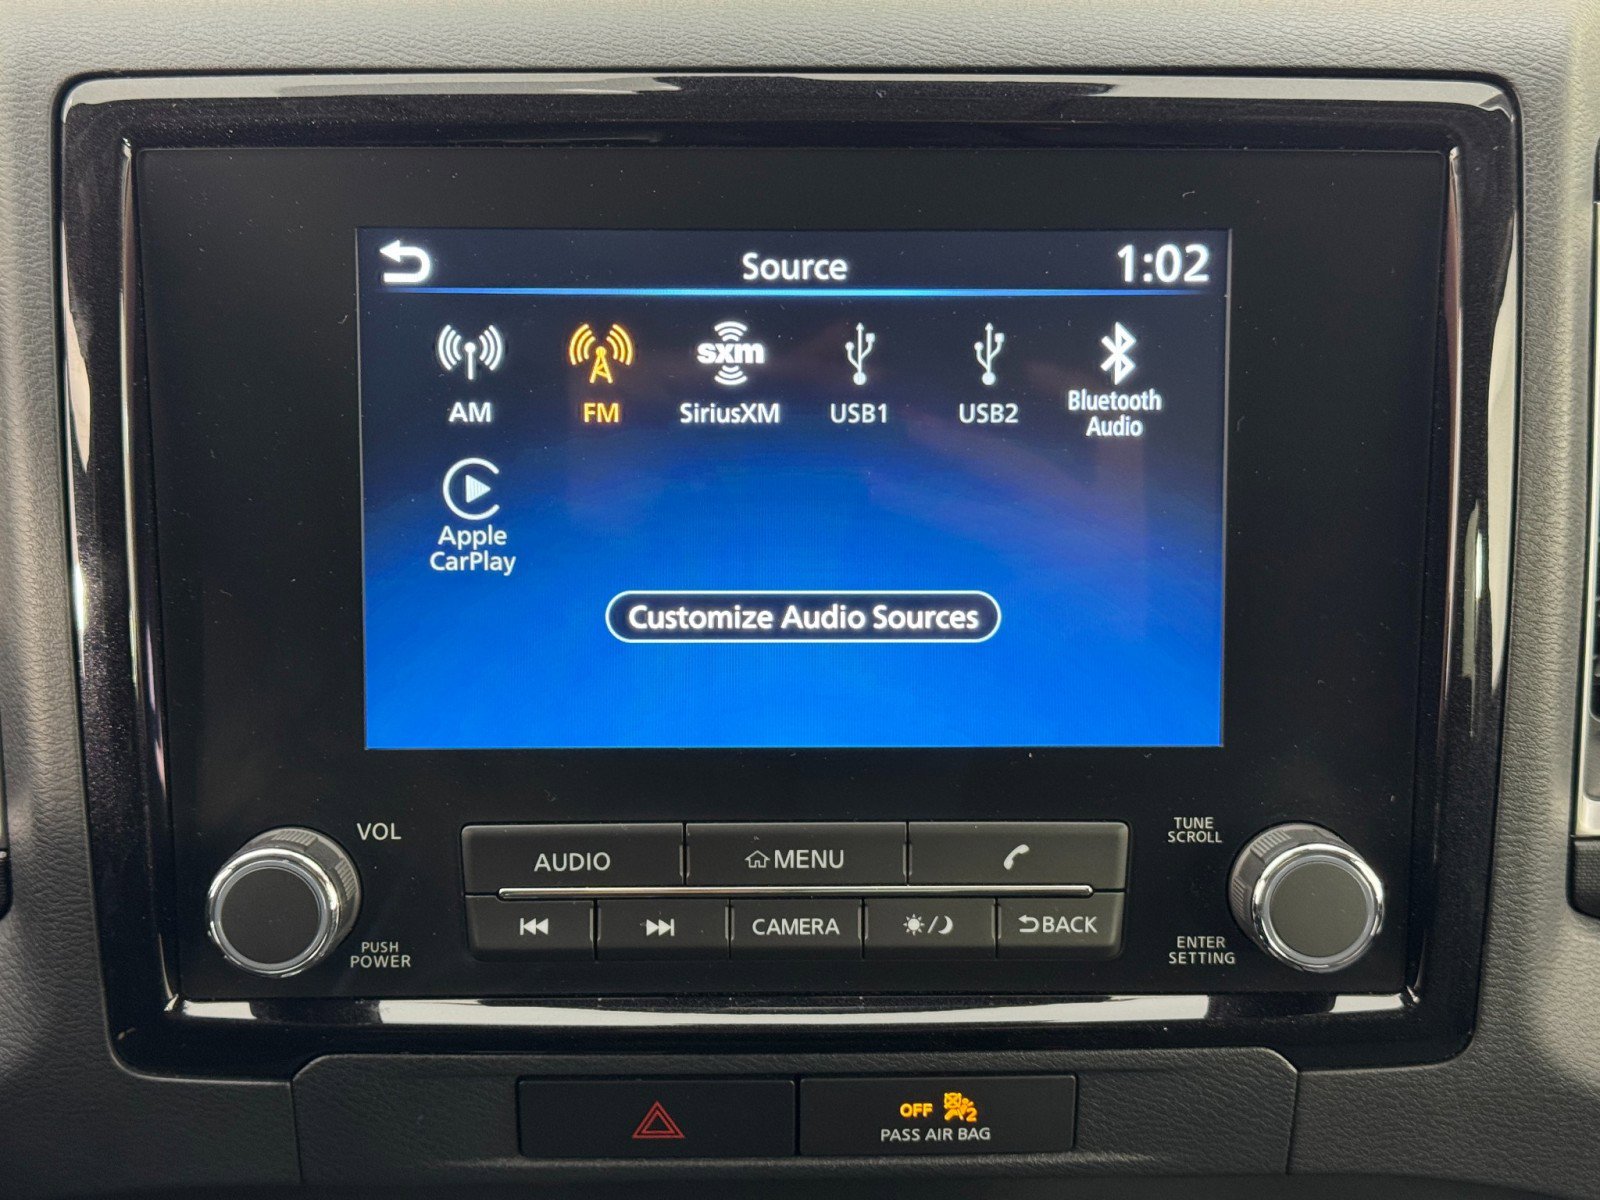 Source
1:02
AM
FM
sxm
SiriusXM
USB1
USB2
Bluetooth
Audio
Apple
CarPlay
Customize Audio Sources
VOL
PUSH
POWER
AUDIO
MENU
CAMERA
BACK
TUNE
SCROLL
ENTER
SETTING
OFF
2
PASS AIR BAG